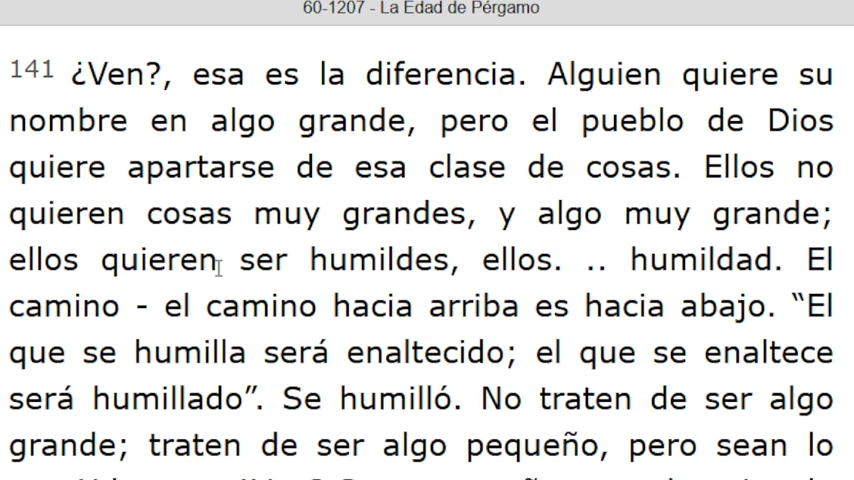 60-1207 - La Edad de Pérgamo
141 ¿Ven?, esa es la diferencia. Alguien quiere su
nombre en algo grande, pero el pueblo de Dios
quiere apartarse de esa clase de cosas. Ellos no
quieren cosas muy grandes, y algo muy grande;
ellos quieren ser humildes, ellos. .. humildad. El
camino - el camino hacia arriba es hacia abajo. “El
que se humilla será enaltecido; el que se enaltece
será humillado”. Se humilló. No traten de ser algo
grande; traten de ser algo pequeño, pero sean lo